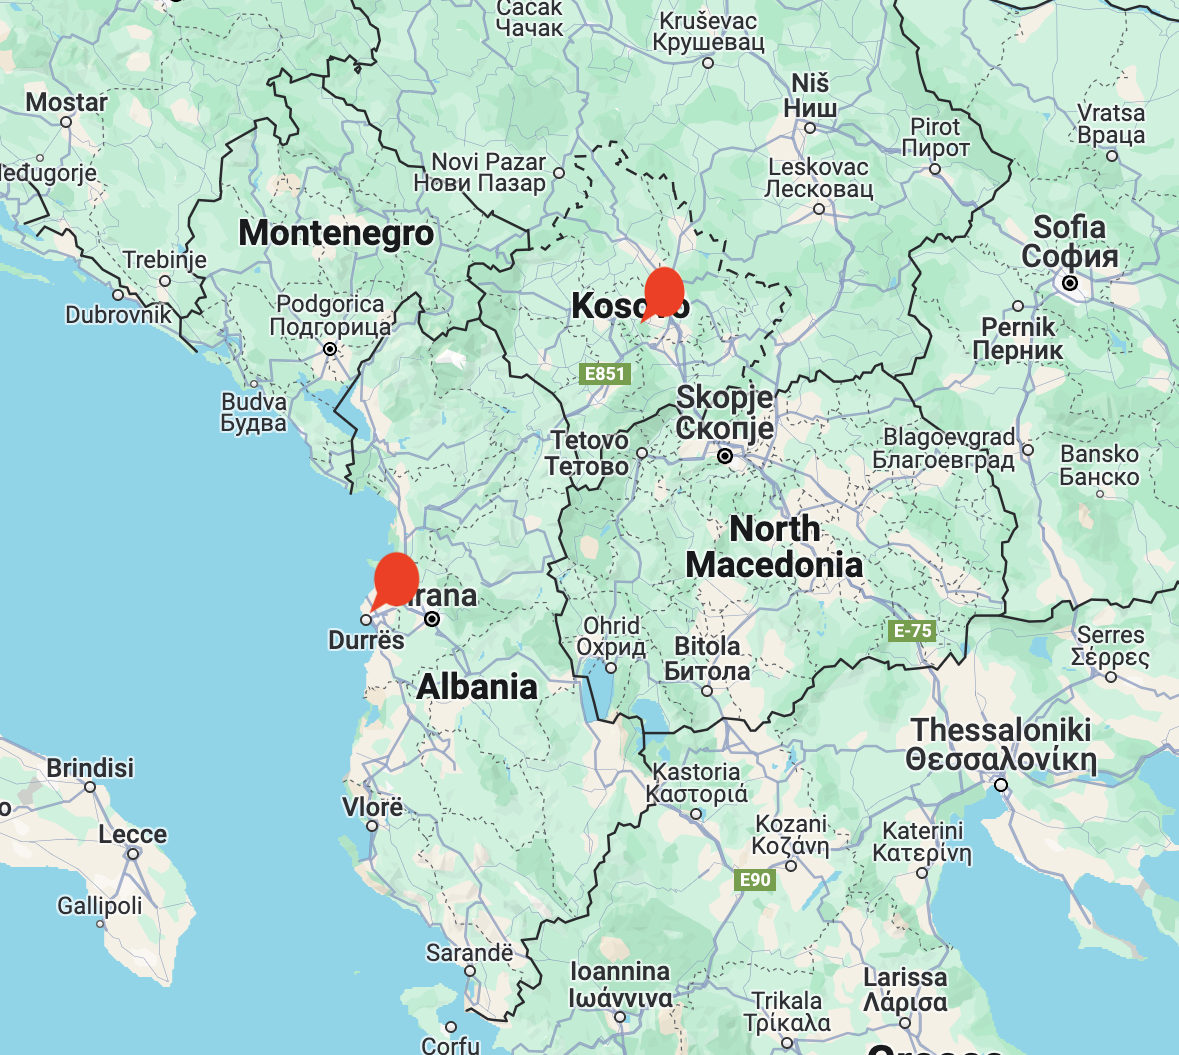 Čačak
Чачак
Kruševac
Крушевац
Niš
Ниш
Mostar
Vratsa
Враца
Pirot
Пирот
Novi Pazar
Нови Пазар
Leskovac
Лесковац
Montenegro
Sofia
София
Trebinje
Dubrovnik
Podgorica
Подгорица
Pernik
Перник
E851
Budva
Будва
Skopje
Скопје
Tetovo
Тетово
Blagoevgrad
Благоевград
Bansko
Банско
North
Macedonia
Durrës
E-75
Ohrid
Охрид
Bitola
Битола
Serres
Σέρρες
Albania
Thessaloniki
Θεσσαλονίκη
Brindisi
Kastoria
Καστοριά
Vlorë
Lecce
Kozani
Κοζάνη
Katerini
Κατερίνη
E90
Gallipoli
Sarandë
Ioannina
Ιωάννινα
Larissa
Λάρισα
Trikala
Τρίκαλα
Corfu